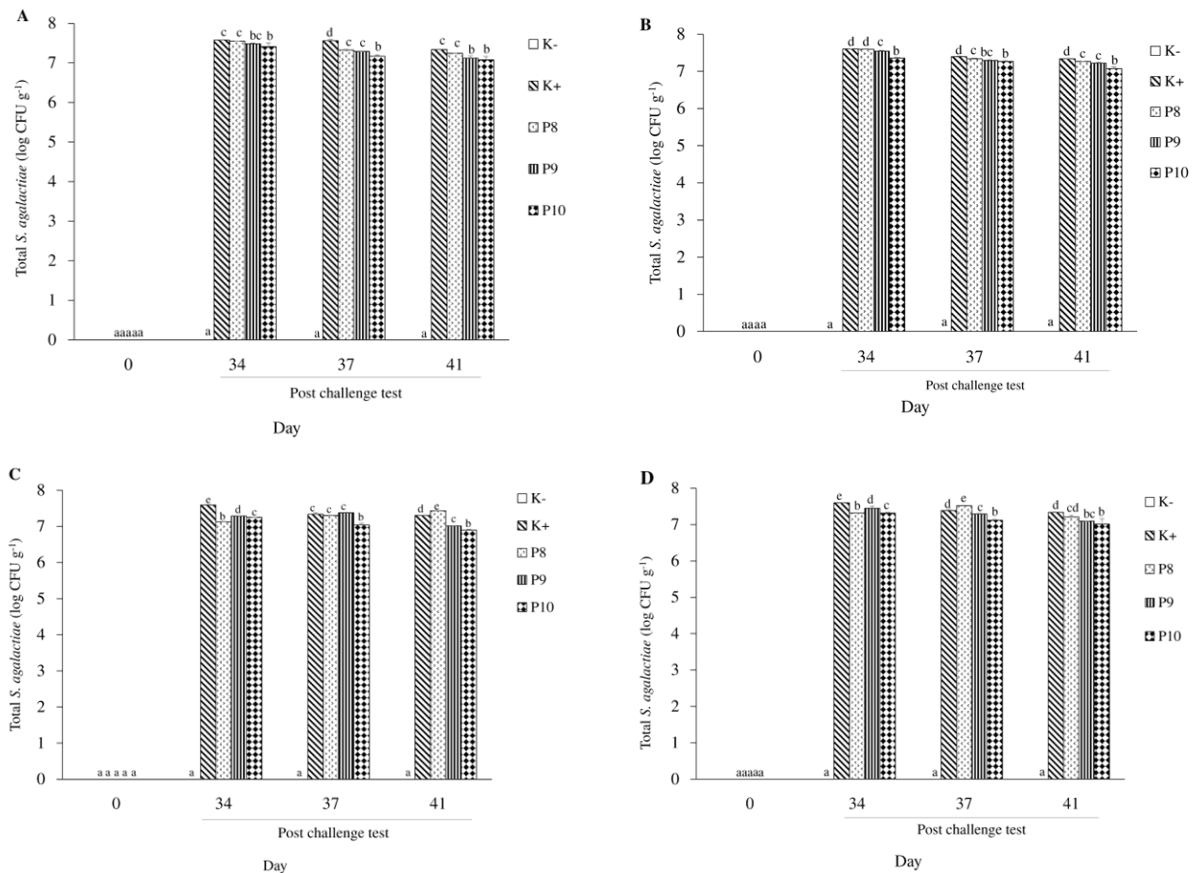 A
Total S. agalactiae (log CFU g-1)
8
7
6
5
4
3
2
1
0
aaaaa
a c c bc b
a d c c b
a c c b b
0 34 37 41
Post challenge test
Day
K-
K+
P8
P9
P10
B
Total S. agalactiae (log CFU g-1)
8
7
6
5
4
3
2
1
0
aaaa
a d d c b
a d c bc b
a d c c b
0 34 37 41
Post challenge test
Day
K-
K+
P8
P9
P10
C
Total S. agalactiae (log CFU g-1)
8
7
6
5
4
3
2
1
0
a a a a a
a e b d c
a c c c b
a d e c b
0 34 37 41
Post challenge test
Day
K-
K+
P8
P9
P10
D
Total S. agalactiae (log CFU g-1)
8
7
6
5
4
3
2
1
0
aaaaa
a e b d c
a d e c b
a d cd bc b
0 34 37 41
Post challenge test
Day
K-
K+
P8
P9
P10